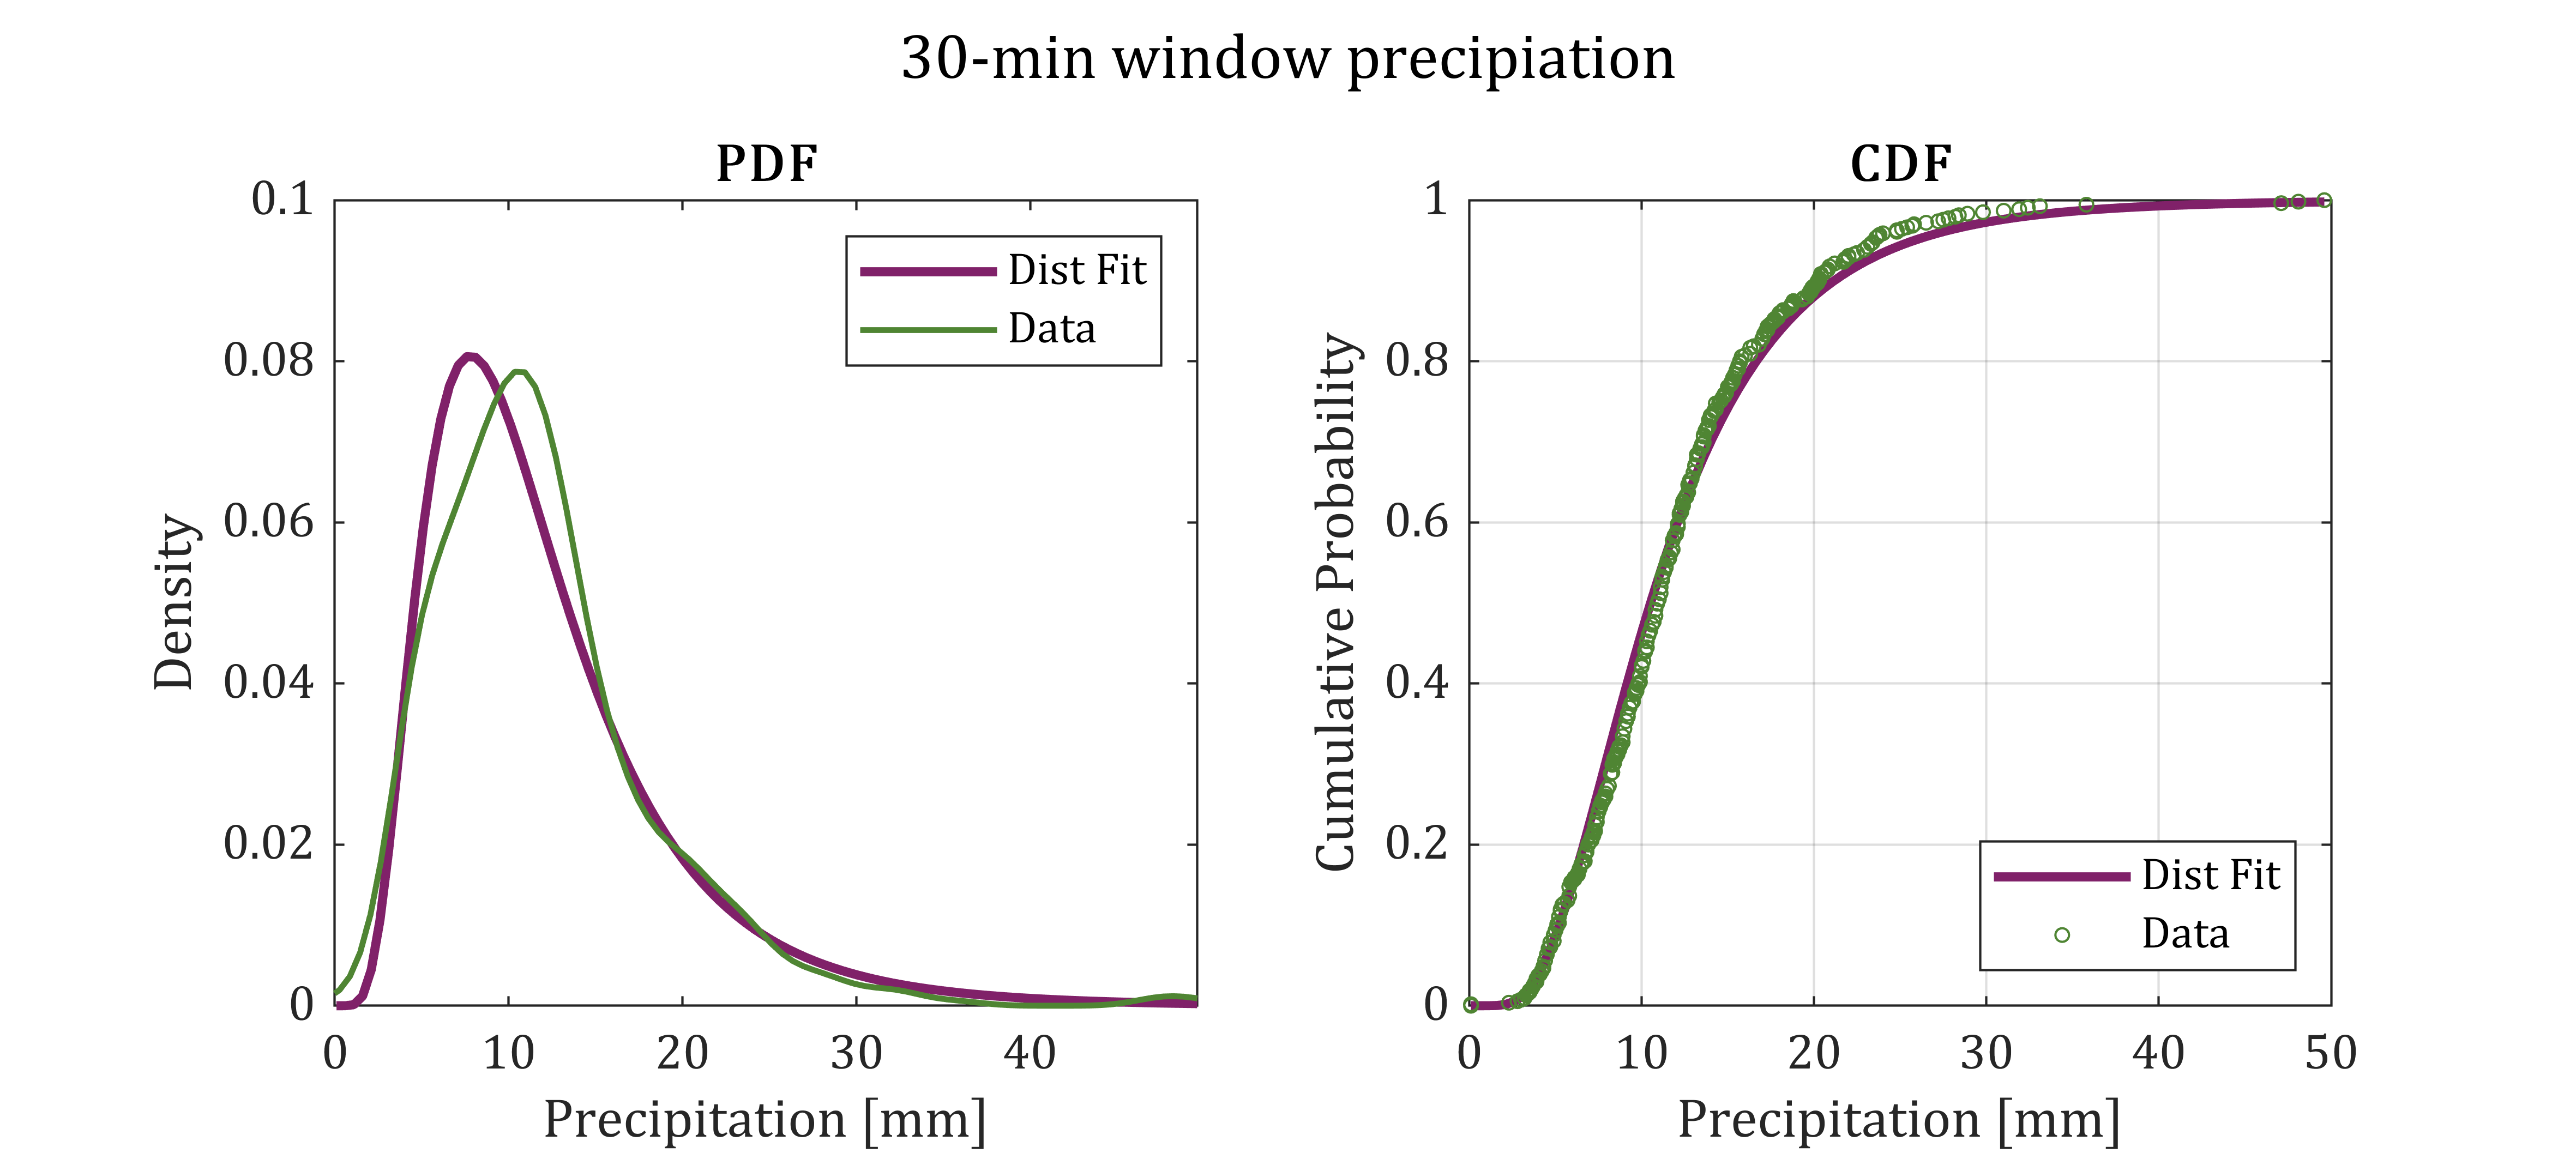 30-min window precipiation
PDF
0.1
0.08
0.06
0.04
0.02
0
Density
Dist Fit
Data
0 10 20 30 40
Precipitation [mm]
CDF
1
0.8
0.6
0.4
0.2
0
Cumulative Probability
Dist Fit
Data
0 10 20 30 40 50
Precipitation [mm]